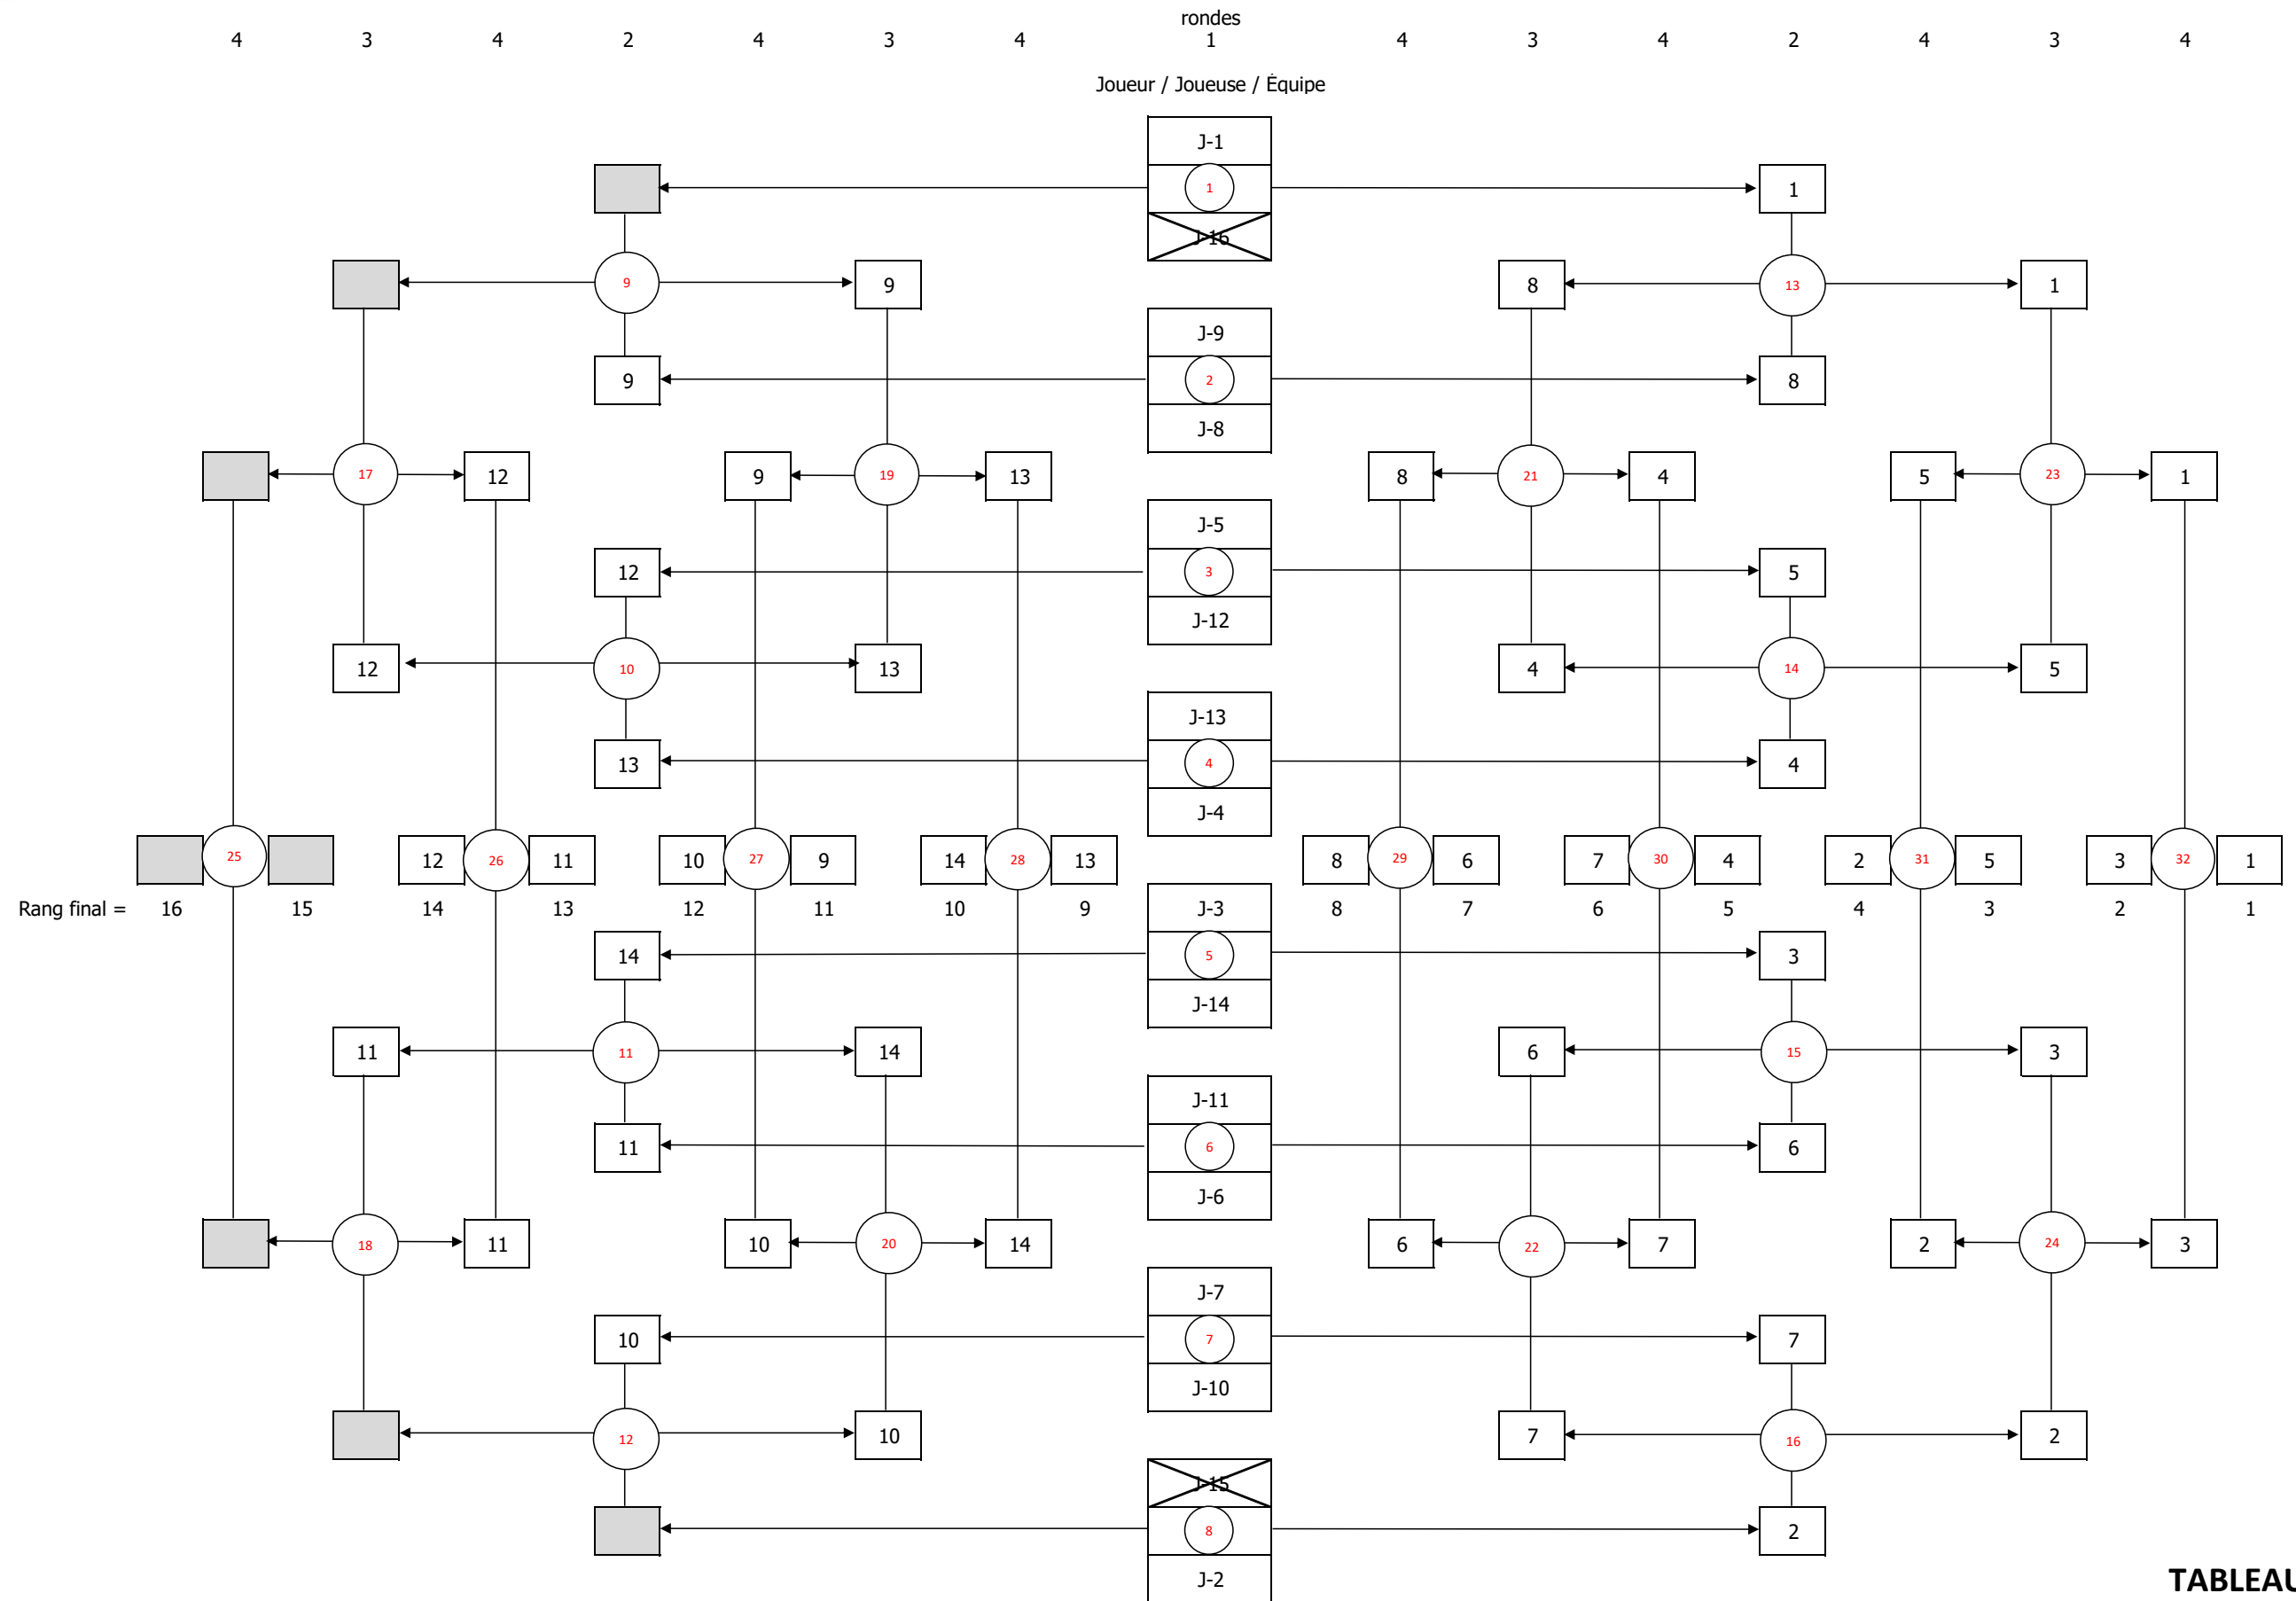 rondes
4 3 4 2 4 3 4 1 4 3 4 2 4 3 4
Joueur / Joueuse / Équipe
J-1
1 1
J-16
9 9 8 13 1
J-9
9 2 8
J-8
17 12 9 19 13 8 21 4 5 23 1
J-5
12 3 5
J-12
12 10 13 4 14 5
J-13
13 4 4
J-4
25 12 26 11 10 27 9 14 28 13 8 29 6 7 30 4 2 31 5 3 32 1
Rang final = 16 15 14 13 12 11 10 9 J-3 8 7 6 5 4 3 2 1
14 5 3
J-14
11 11 14 6 15 3
J-11
11 6 6
J-6
18 11 10 20 14 6 22 7 2 24 3
J-7
10 7 7
J-10
12 10 7 16 2
J-15
8 2
J-2
TABLEAU